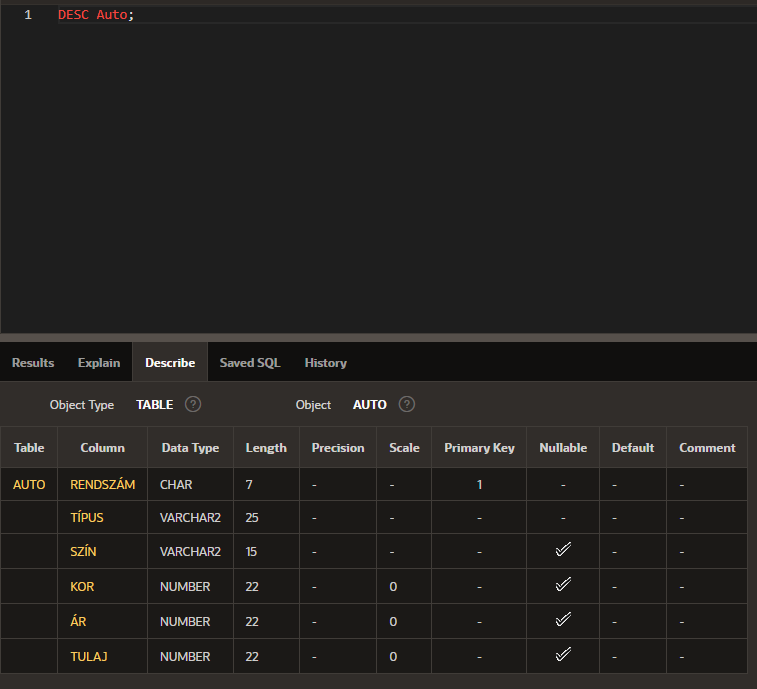 1 DESC Auto;
Results Explain Describe Saved SQL History
Object Type TABLE ? Object AUTO ?
Table Column Data Type Length Precision Scale Primary Key Nullable Default Comment
AUTO RENDSZÁM CHAR 7 - - 1 - - -
TÍPUS VARCHAR2 25 - - - - - -
SZÍN VARCHAR2 15 - - - ✓ - -
KOR NUMBER 22 - 0 - ✓ - -
ÁR NUMBER 22 - 0 - ✓ - -
TULAJ NUMBER 22 - 0 - ✓ - -